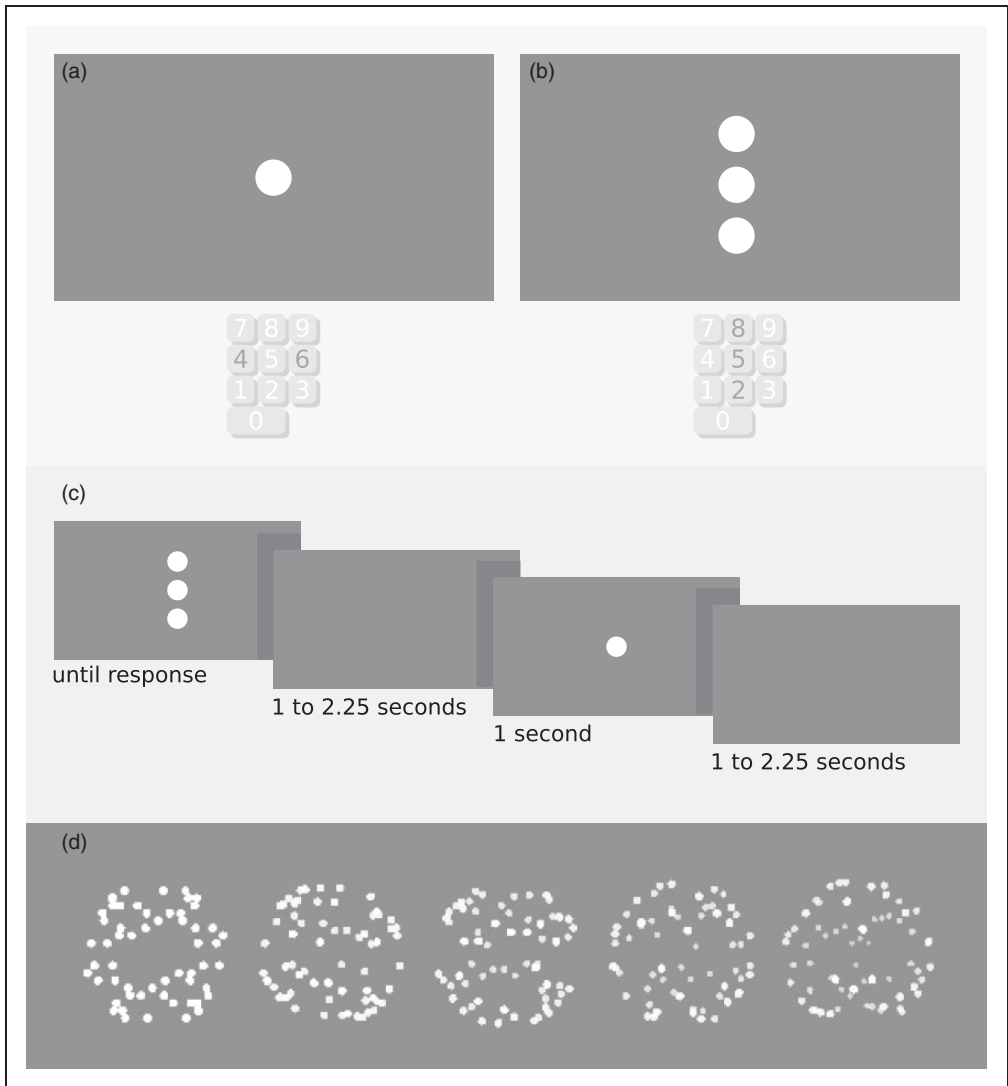 (a)
(b)
7 8 9
4 5 6
1 2 3
0
7 8 9
4 5 6
1 2 3
0
(c)
until response
1 to 2.25 seconds
1 second
1 to 2.25 seconds
(d)